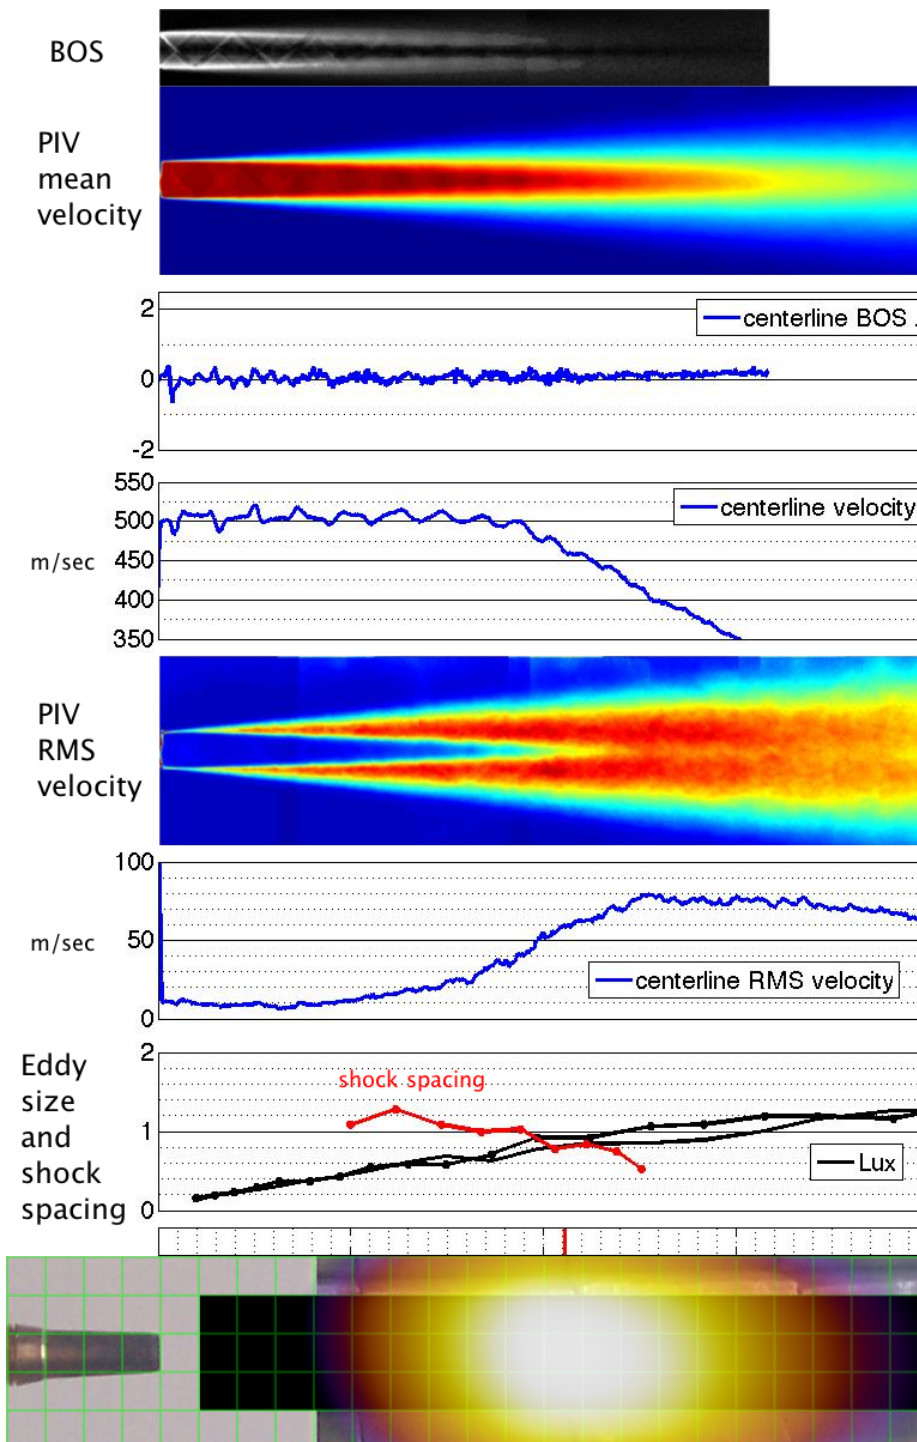 BOS
PIV
mean
velocity
2
centerline BOS .
0
-2
550
500
centerline velocity
m/sec
450
400
350
PIV
RMS
velocity
100
m/sec
50
centerline RMS velocity
0
Eddy
size
and
shock
spacing
2
shock spacing
1
Lux
0